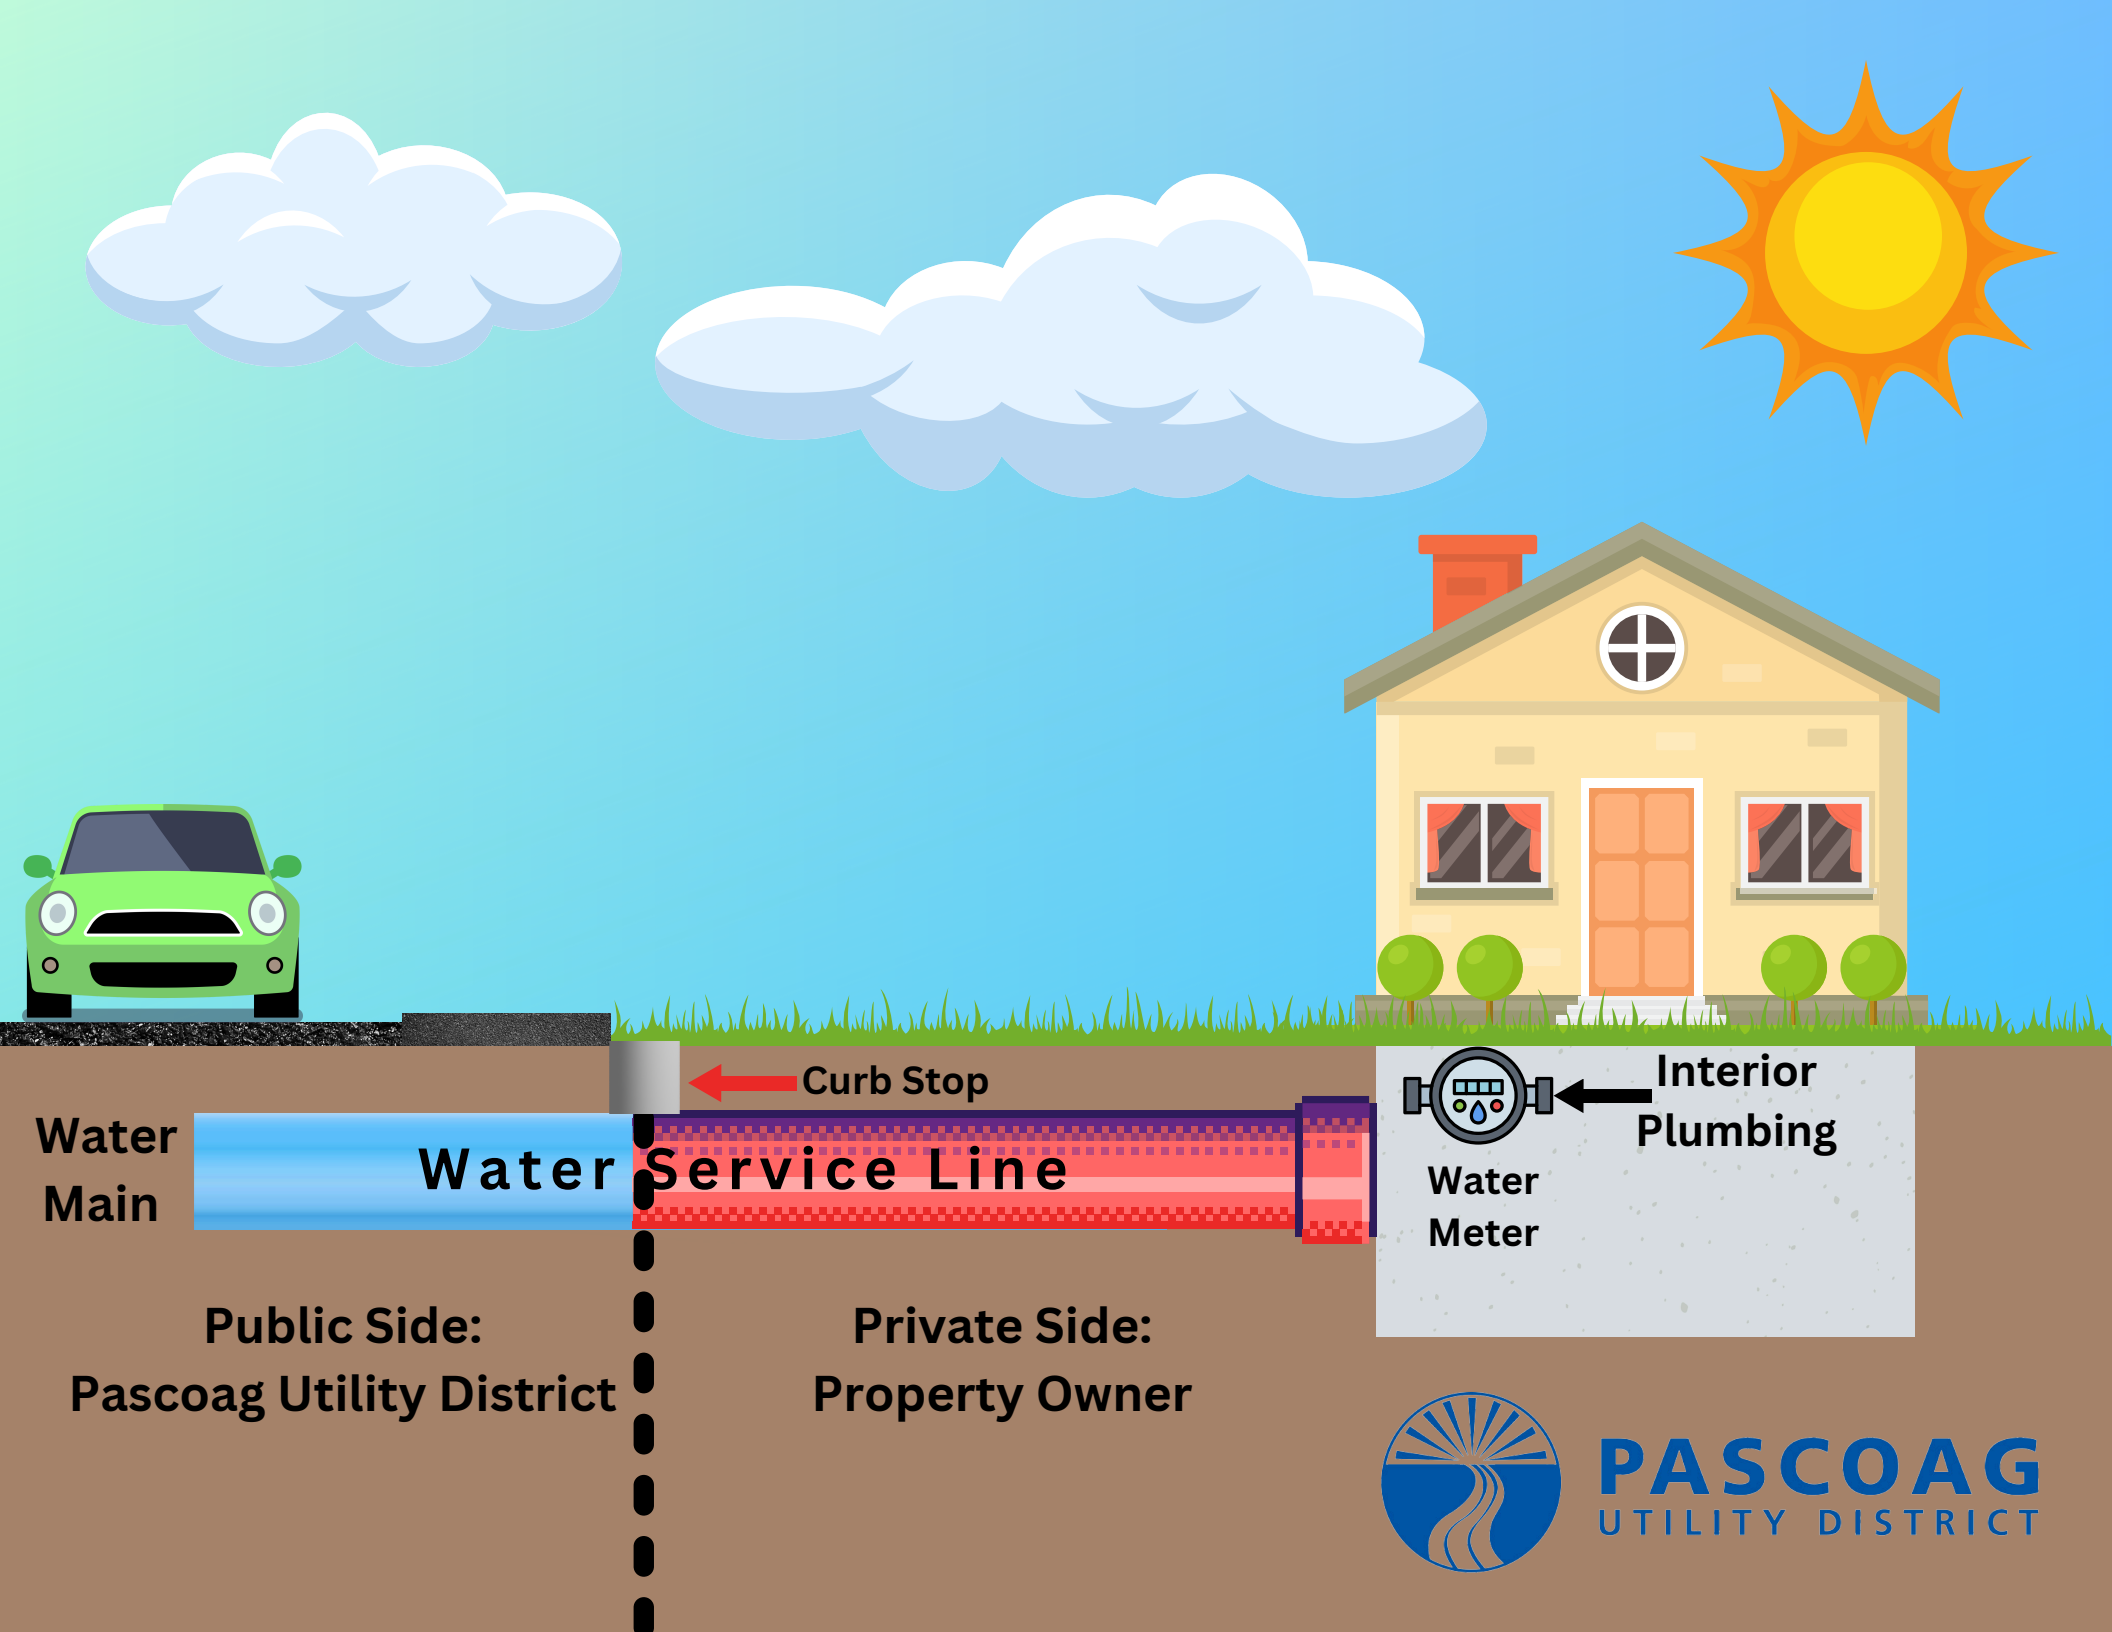 Curb Stop
Interior
Plumbing
Water
Main
Water Service Line
Water
Meter
Public Side:
Pascoag Utility District
Private Side:
Property Owner
PASCOAG
UTILITY DISTRICT